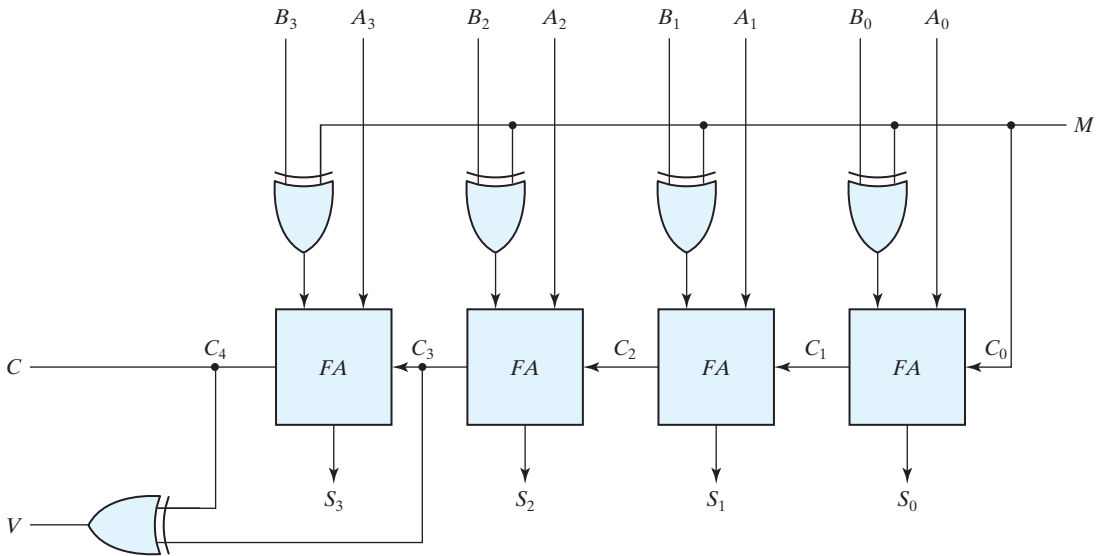 B₃ A₃ B₂ A₂ B₁ A₁ B₀ A₀
M
C₄ C₃ C₂ C₁ C₀
C FA FA FA FA
S₃ S₂ S₁ S₀
V